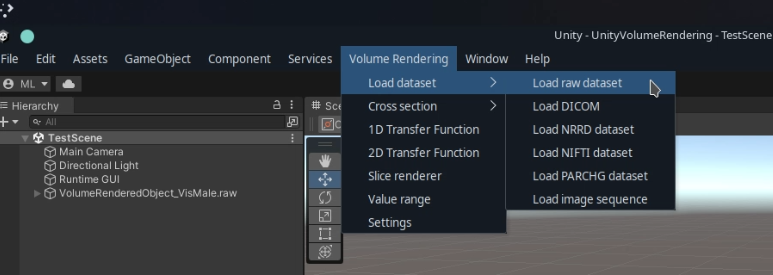 Unity - UnityVolumeRendering - TestScene
File Edit Assets GameObject Component Services Volume Rendering Window Help
ML
Load dataset
Cross section
1D Transfer Function
2D Transfer Function
Slice renderer
Value range
Settings
Load raw dataset
Load DICOM
Load NRRD dataset
Load NIFTI dataset
Load PARCHG dataset
Load image sequence
Hierarchy
All
TestScene
Main Camera
Directional Light
Runtime GUI
VolumeRenderedObject_VisMale.raw
# Sce